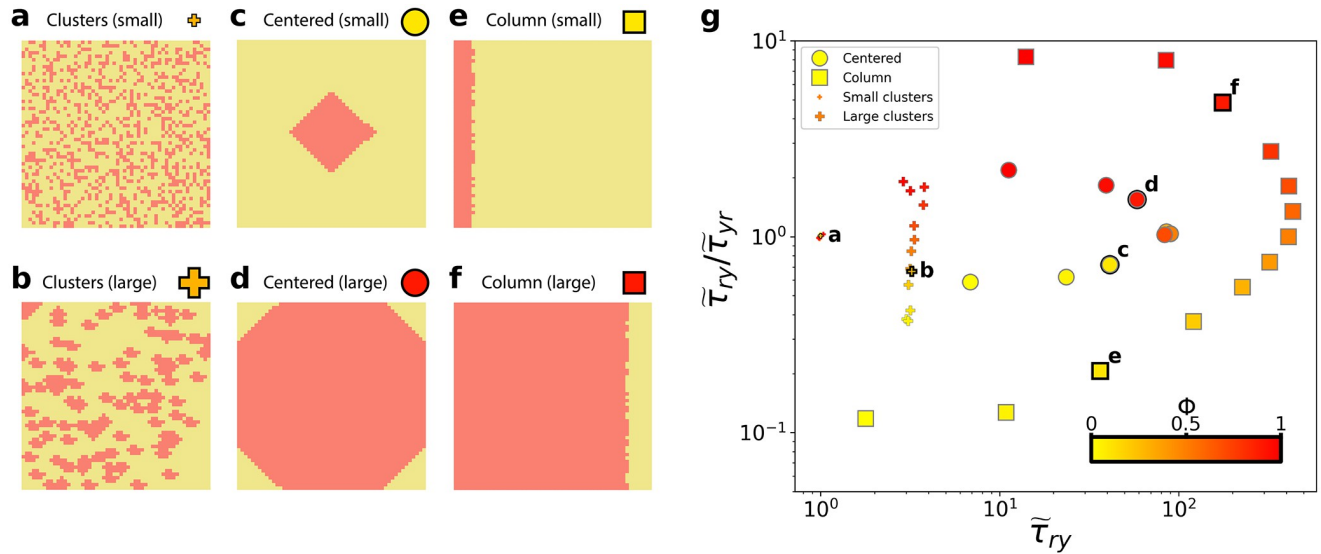 a Clusters (small)
c Centered (small)
e Column (small)
b Clusters (large)
d Centered (large)
f Column (large)
g
10¹
10⁰
10⁻¹
τ̃ry/τ̃yr
Centered
Column
Small clusters
Large clusters
f
d
a
c
b
e
Φ
0 0.5 1
10⁰ 10¹ 10²
τ̃ry